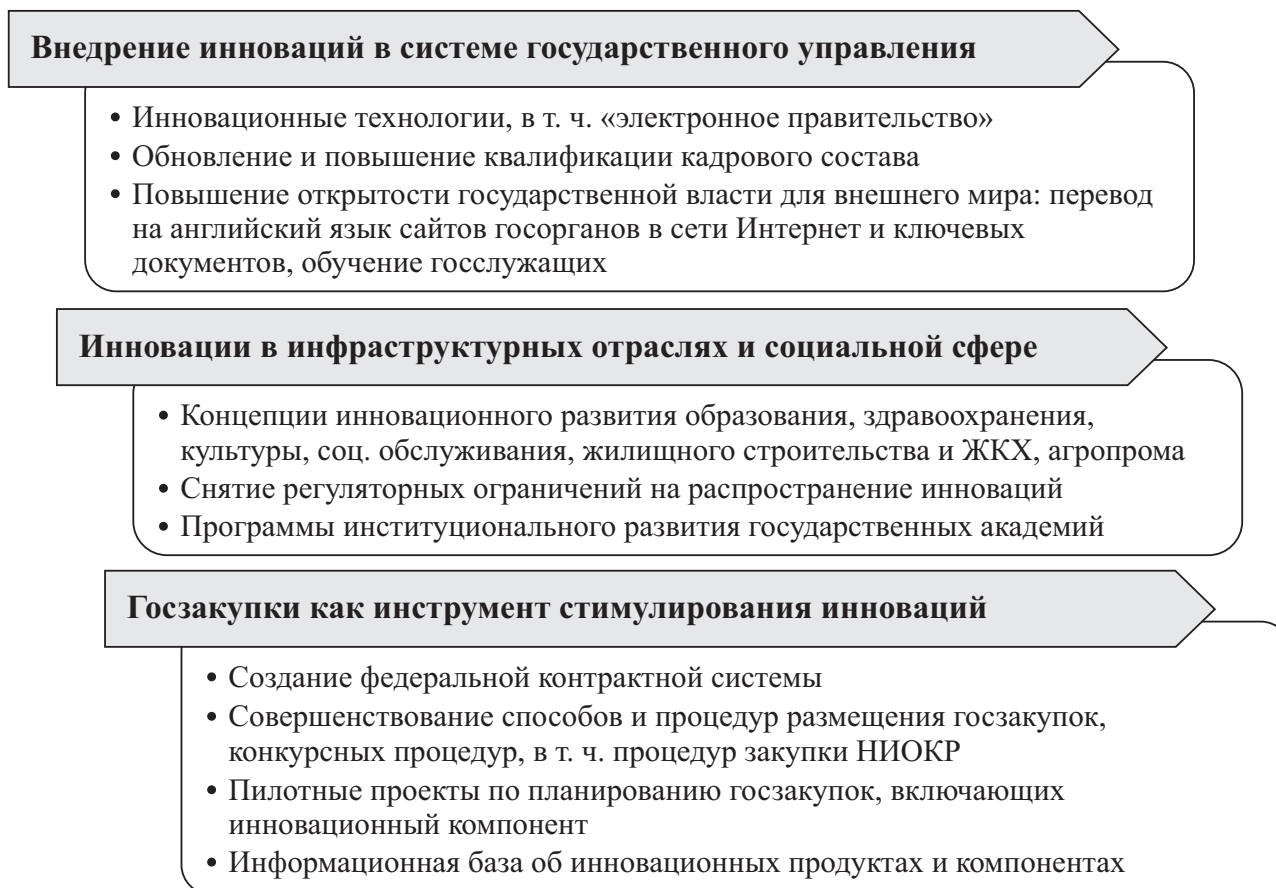 Внедрение инноваций в системе государственного управления
• Инновационные технологии, в т. ч. «электронное правительство»
• Обновление и повышение квалификации кадрового состава
• Повышение открытости государственной власти для внешнего мира: перевод
на английский язык сайтов госорганов в сети Интернет и ключевых
документов, обучение госслужащих
Инновации в инфраструктурных отраслях и социальной сфере
• Концепции инновационного развития образования, здравоохранения,
культуры, соц. обслуживания, жилищного строительства и ЖКХ, агропрома
• Снятие регуляторных ограничений на распространение инноваций
• Программы институционального развития государственных академий
Госзакупки как инструмент стимулирования инноваций
• Создание федеральной контрактной системы
• Совершенствование способов и процедур размещения госзакупок,
конкурсных процедур, в т. ч. процедур закупки НИОКР
• Пилотные проекты по планированию госзакупок, включающих
инновационный компонент
• Информационная база об инновационных продуктах и компонентах